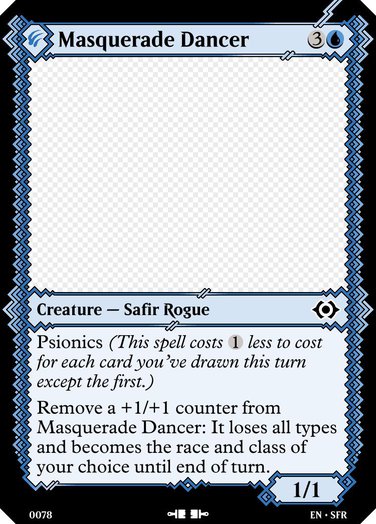 Masquerade Dancer 3
Creature — Safir Rogue
Psionics (This spell costs 1 less to cost
for each card you've drawn this turn
except the first.)
Remove a +1/+1 counter from
Masquerade Dancer: It loses all types
and becomes the race and class of
your choice until end of turn.
1/1
0078 EN • SFR